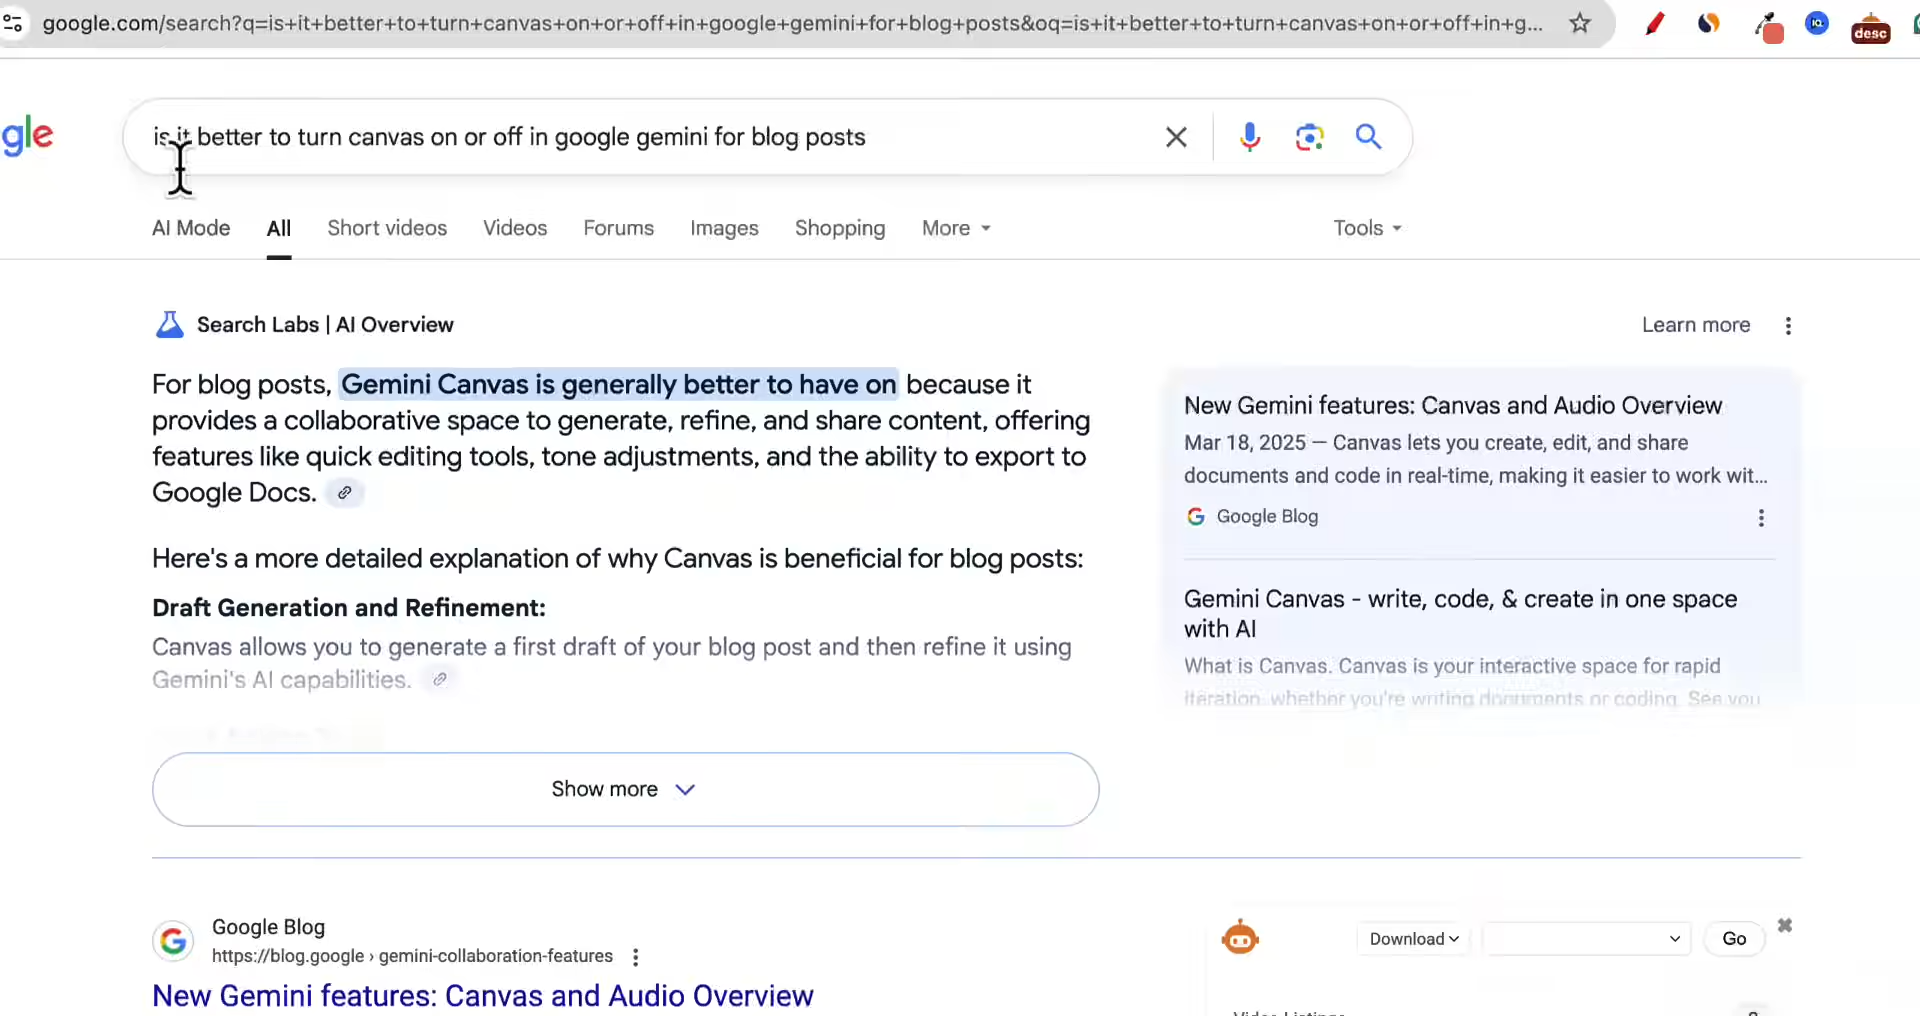 google.com/search?q=is+it+better+to+turn+canvas+on+or+off+in+google+gemini+for+blog+posts&oq=is+it+better+to+turn+canvas+on+or+off+in+g...
desc
gle
is it better to turn canvas on or off in google gemini for blog posts
AI Mode All Short videos Videos Forums Images Shopping More Tools
Search Labs | AI Overview
Learn more
For blog posts, Gemini Canvas is generally better to have on because it
provides a collaborative space to generate, refine, and share content, offering
features like quick editing tools, tone adjustments, and the ability to export to
Google Docs.
Here's a more detailed explanation of why Canvas is beneficial for blog posts:
Draft Generation and Refinement:
Canvas allows you to generate a first draft of your blog post and then refine it using
Gemini's AI capabilities.
Show more
New Gemini features: Canvas and Audio Overview
Mar 18, 2025 — Canvas lets you create, edit, and share
documents and code in real-time, making it easier to work wit...
Google Blog
Gemini Canvas - write, code, & create in one space
with AI
What is Canvas. Canvas is your interactive space for rapid
iteration, whether you're writing documents or coding. See you
Google Blog
https://blog.google › gemini-collaboration-features
New Gemini features: Canvas and Audio Overview
Download
Go